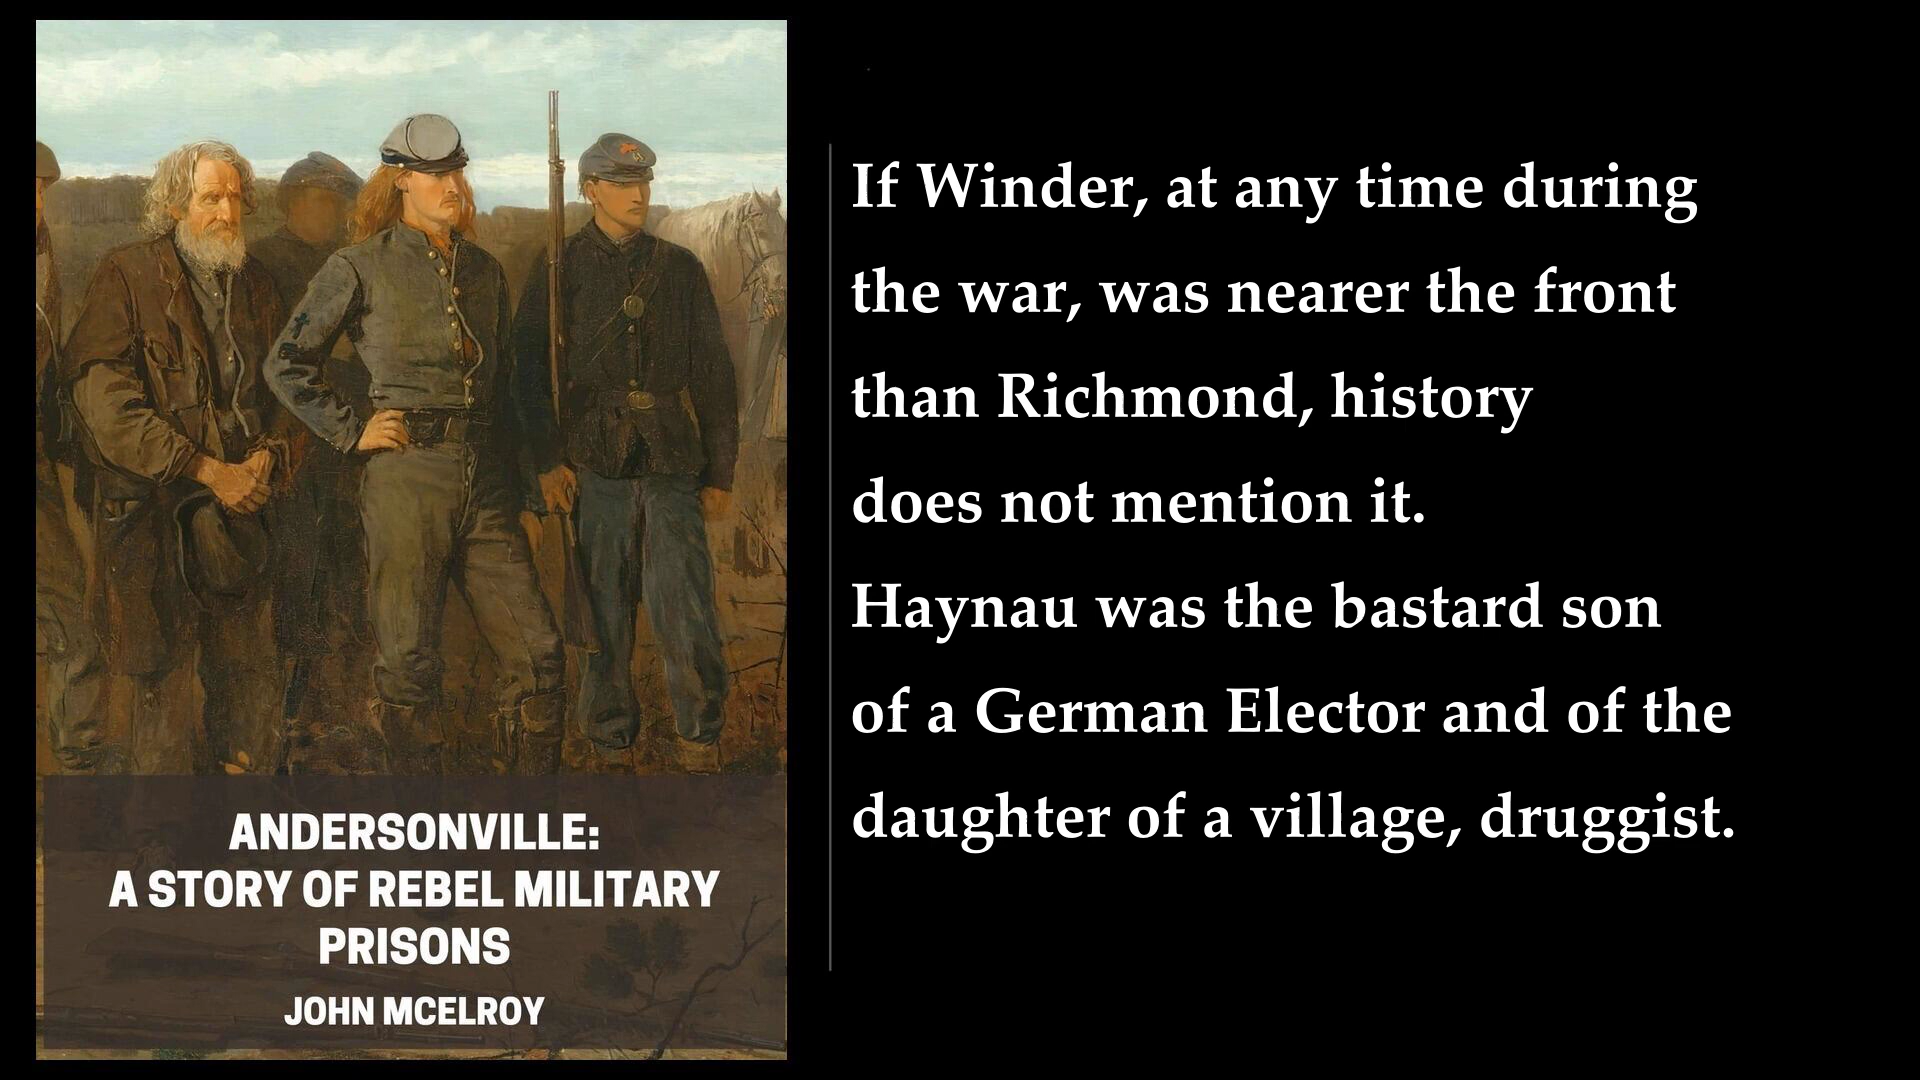 ANDERSONVILLE:
A STORY OF REBEL MILITARY
PRISONS
JOHN MCELROY
If Winder, at any time during
the war, was nearer the front
than Richmond, history
does not mention it.
Haynau was the bastard son
of a German Elector and of the
daughter of a village, druggist.